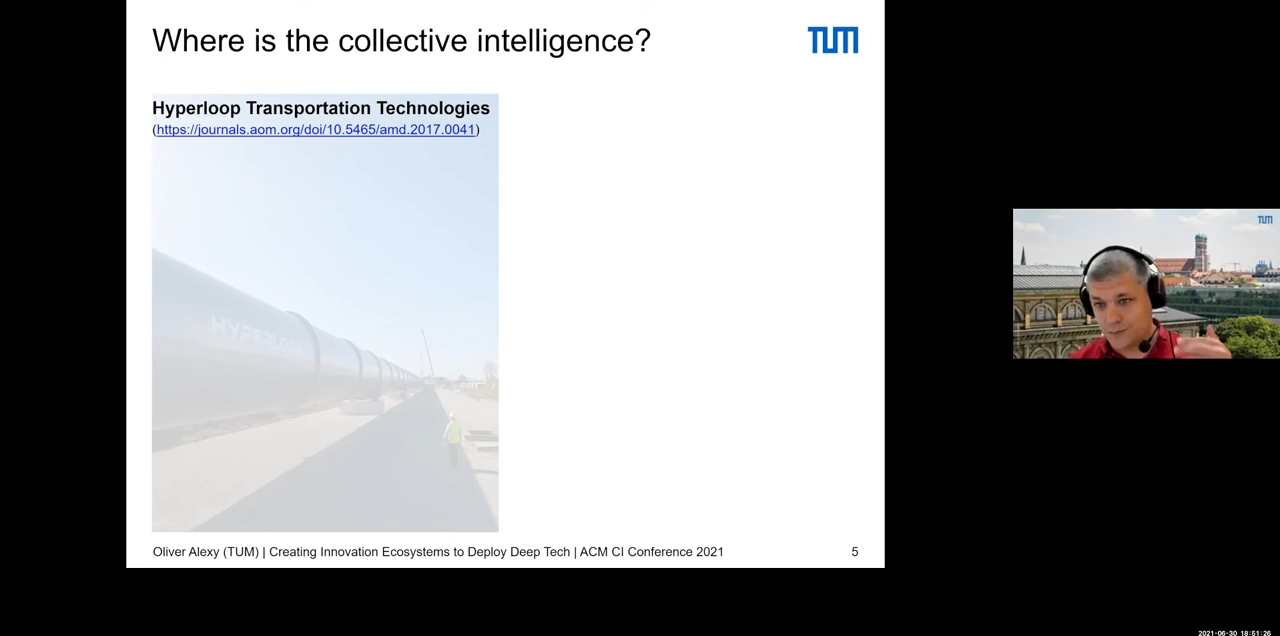 Where is the collective intelligence?
TUM
Hyperloop Transportation Technologies
(https://journals.aom.org/doi/10.5465/amd.2017.0041)
TUM
Oliver Alexy (TUM) | Creating Innovation Ecosystems to Deploy Deep Tech | ACM CI Conference 2021
5
2021-06-30 18:51:26